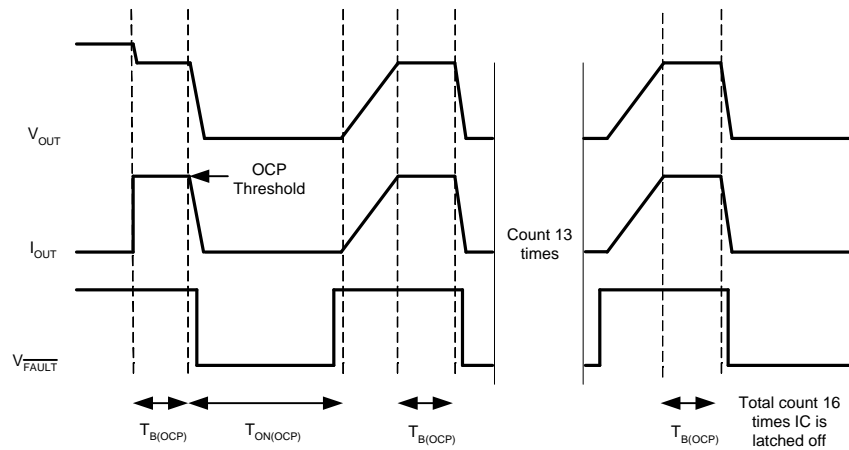 V_OUT
OCP
Threshold
I_OUT
Count 13
times
V_FAULT
T_B(OCP)
T_ON(OCP)
T_B(OCP)
T_B(OCP)
Total count 16
times IC is
latched off